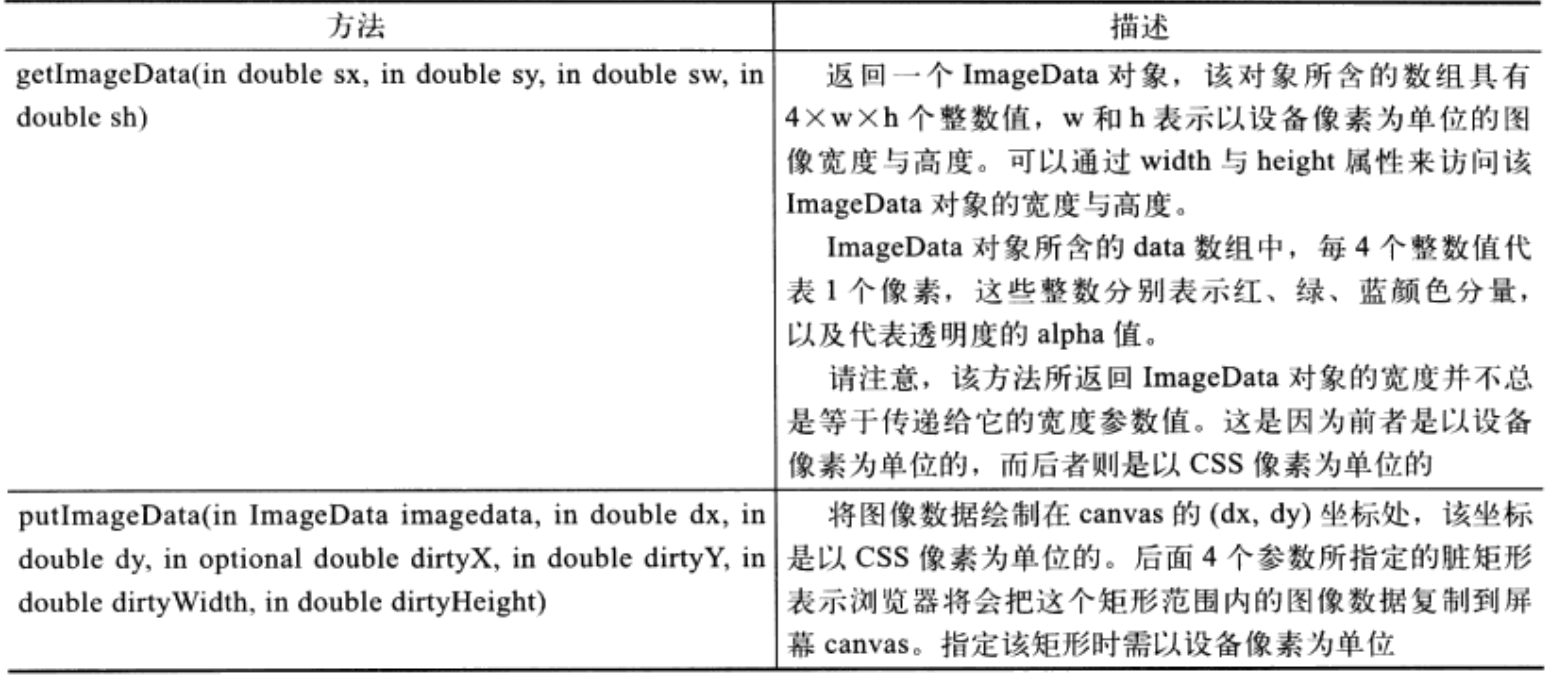 方法
描述
getImageData(in double sx, in double sy, in double sw, in
double sh)
返回一个 ImageData 对象，该对象所含的数组具有
4×w×h 个整数值，w 和 h 表示以设备像素为单位的图
像宽度与高度。可以通过 width 与 height 属性来访问该
ImageData 对象的宽度与高度。
ImageData 对象所含的 data 数组中，每 4 个整数值代
表 1 个像素，这些整数分别表示红、绿、蓝颜色分量，
以及代表透明度的 alpha 值。
请注意，该方法所返回 ImageData 对象的宽度并不总
是等于传递给它的宽度参数值。这是因为前者是以设备
像素为单位的，而后者则是以 CSS 像素为单位的
putImageData(in ImageData imagedata, in double dx, in
double dy, in optional double dirtyX, in double dirtyY, in
double dirtyWidth, in double dirtyHeight)
将图像数据绘制在 canvas 的 (dx, dy) 坐标处，该坐标
是以 CSS 像素为单位的。后面 4 个参数所指定的脏矩形
表示浏览器将会把这个矩形范围内的图像数据复制到屏
幕 canvas。指定该矩形时需以设备像素为单位